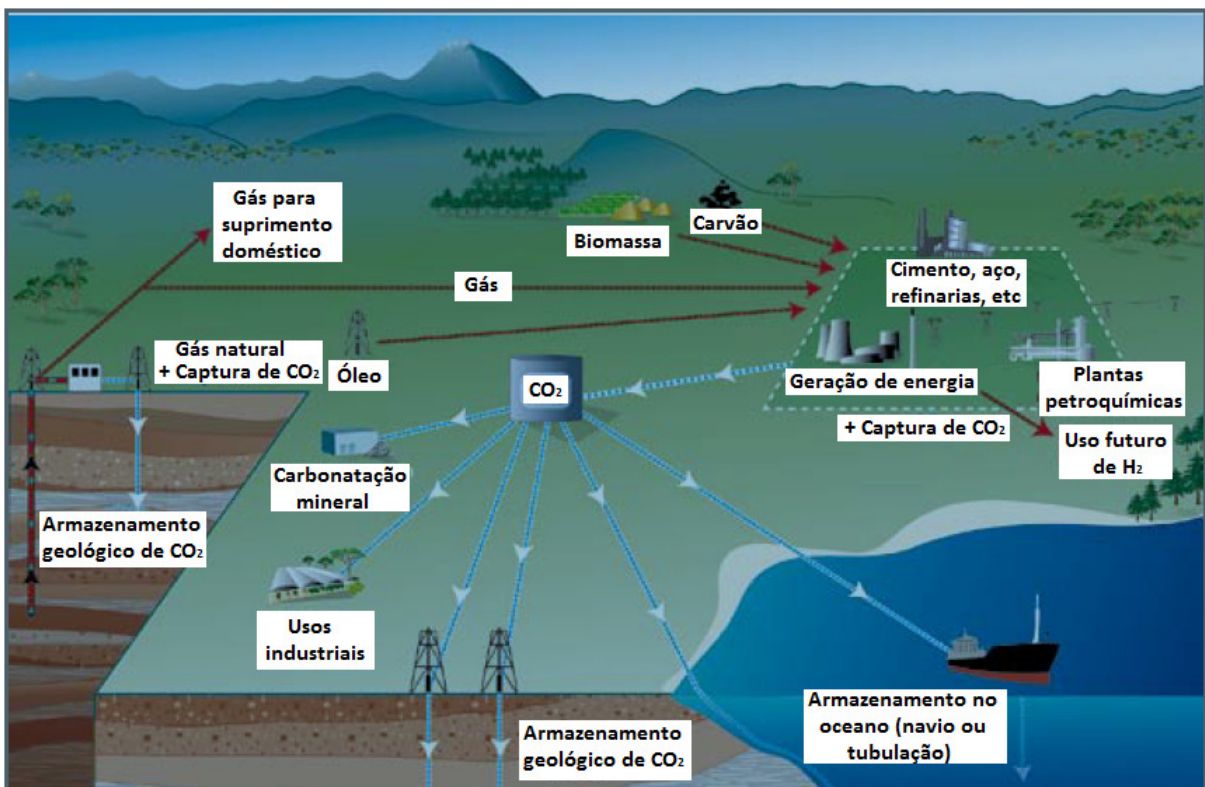 Gás para
suprimento
doméstico
Biomassa
Carvão
Gás
Cimento, aço,
refinarias, etc
Gás natural
+ Captura de CO₂
Óleo
CO₂
Geração de energia
Plantas
petroquímicas
+ Captura de CO₂
Uso futuro
de H₂
Carbonatação
mineral
Armazenamento
geológico de CO₂
Usos
industriais
Armazenamento
geológico de CO₂
Armazenamento no
oceano (navio ou
tubulação)